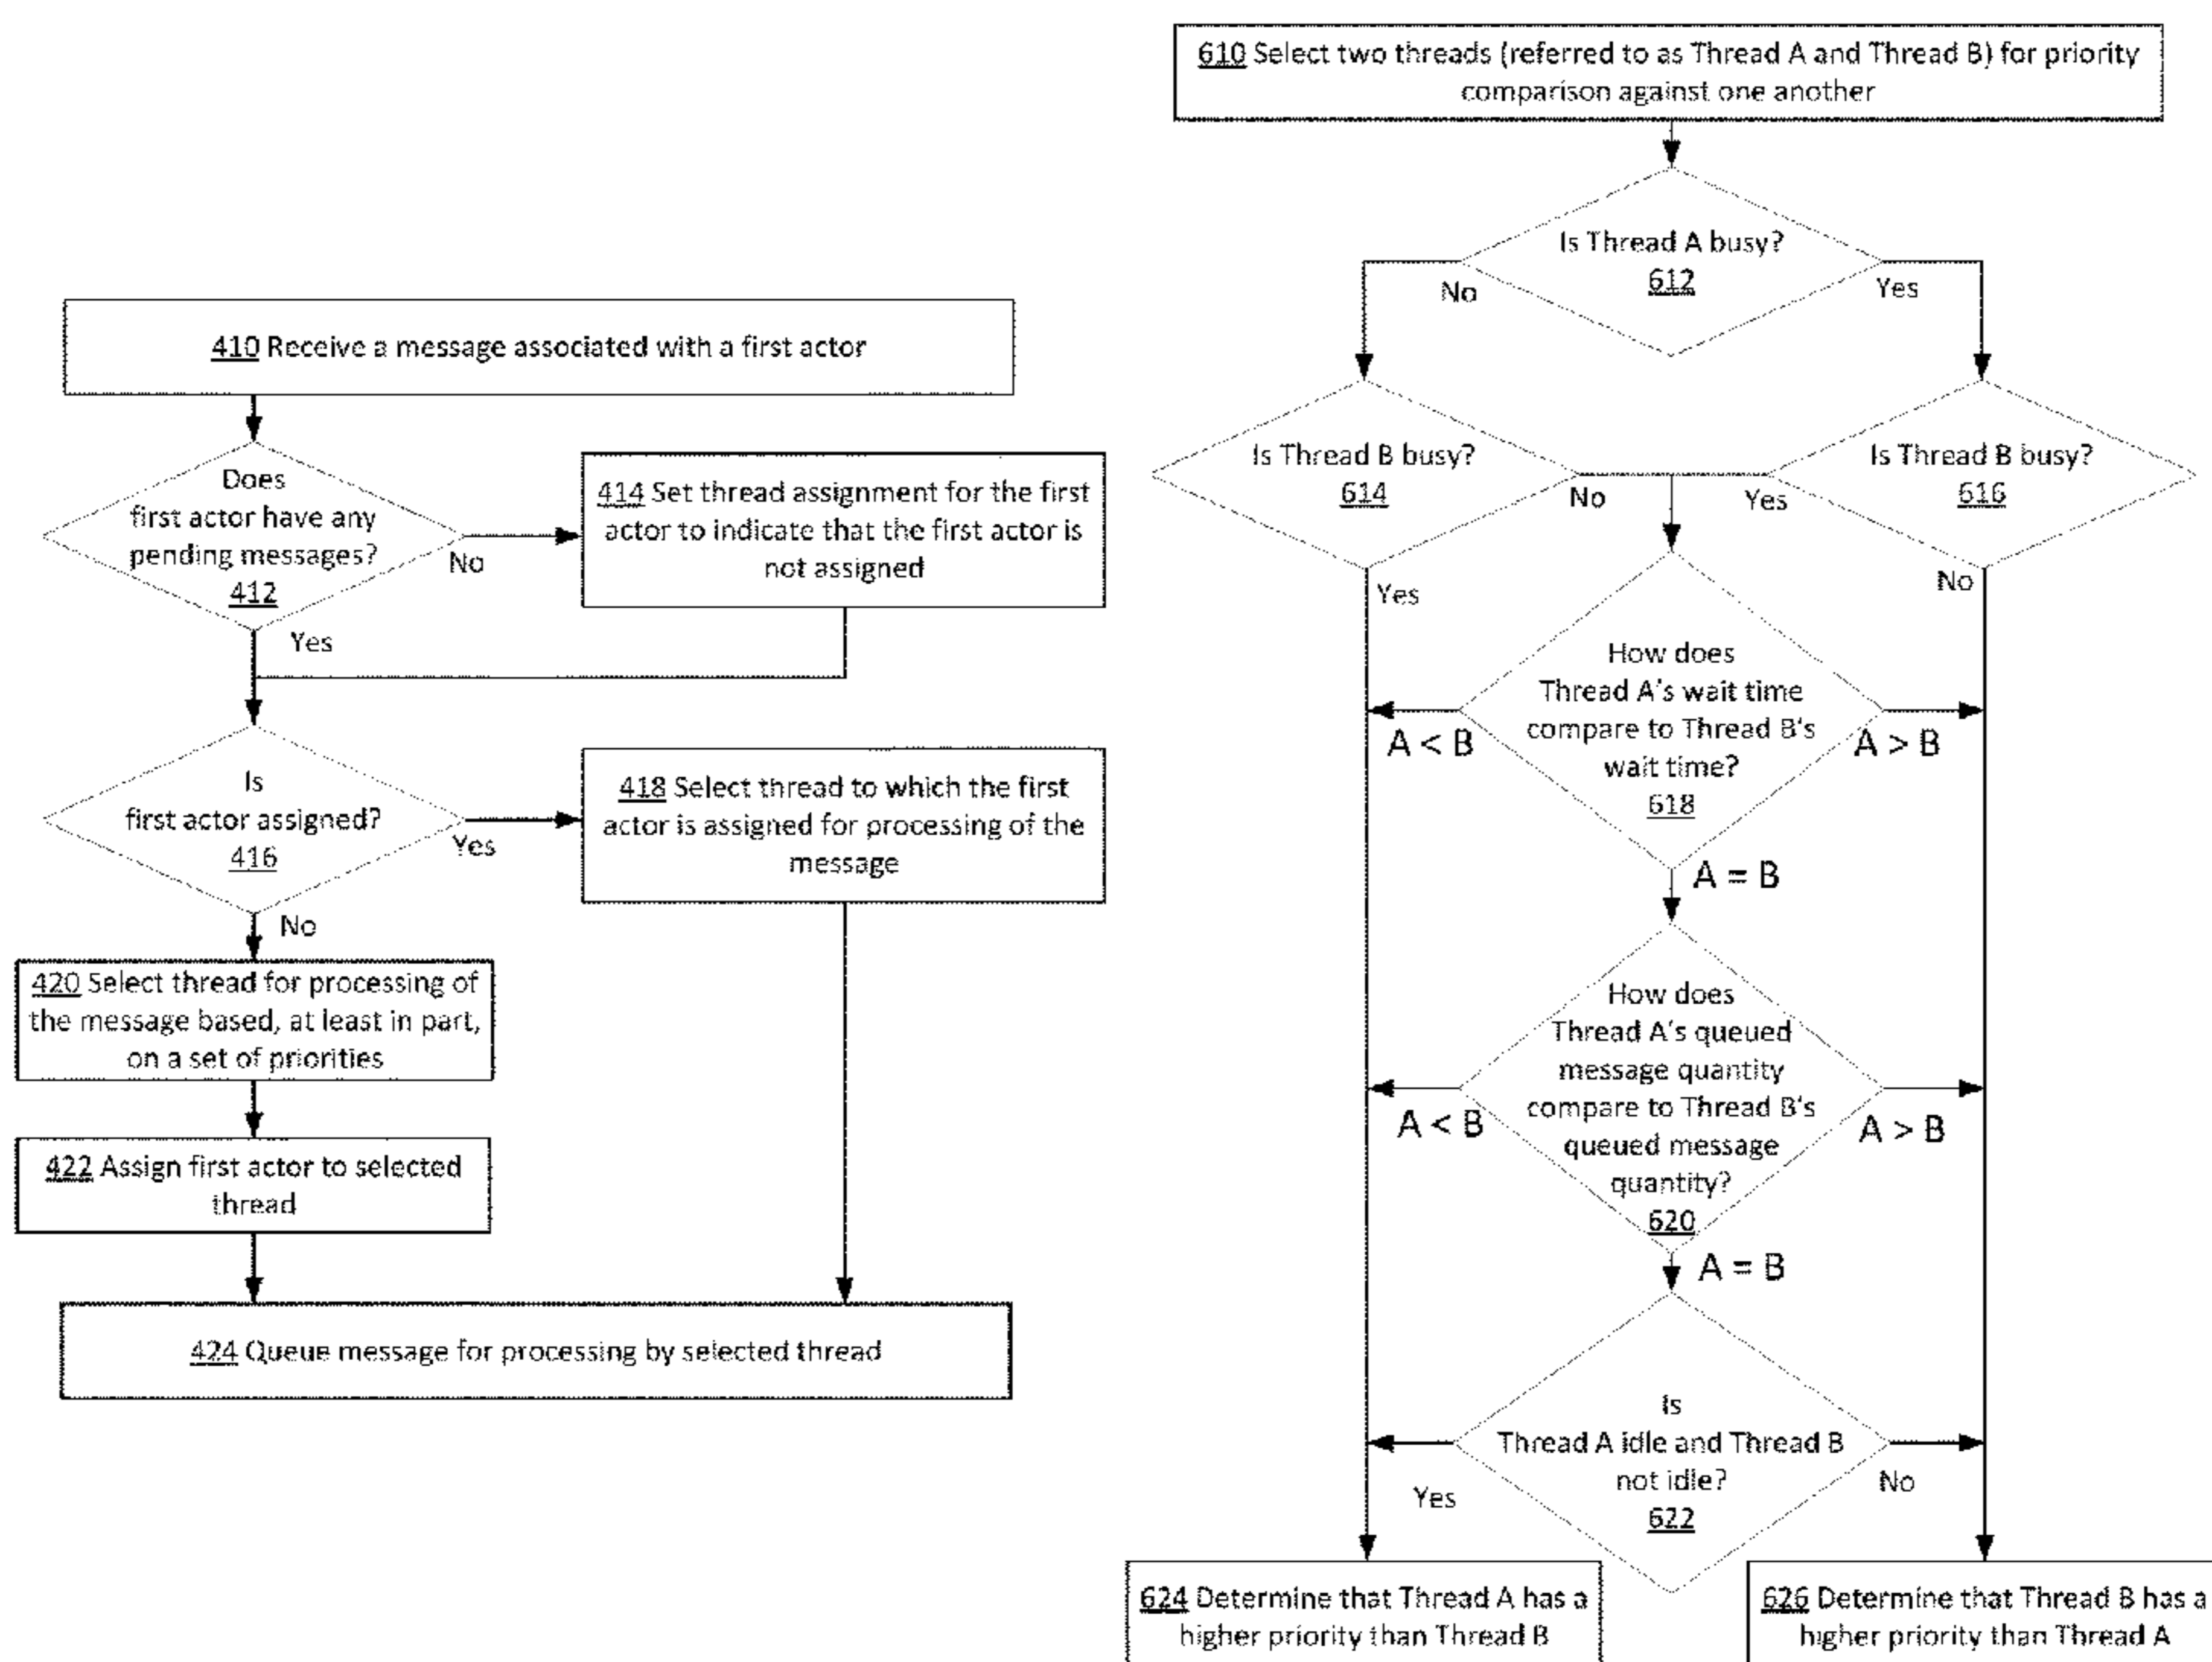 410 Receive a message associated with a first actor
Does
first actor have any
pending messages?
412
No
Yes
414 Set thread assignment for the first
actor to indicate that the first actor is
not assigned
Is
first actor assigned?
416
Yes
No
418 Select thread to which the first
actor is assigned for processing of the
message
420 Select thread for processing of
the message based, at least in part,
on a set of priorities
422 Assign first actor to selected
thread
424 Queue message for processing by selected thread
610 Select two threads (referred to as Thread A and Thread B) for priority
comparison against one another
Is Thread A busy?
612
No
Yes
Is Thread B busy?
614
No
Yes
Is Thread B busy?
616
Yes
No
How does
Thread A's wait time
compare to Thread B's
wait time?
618
A < B
A > B
A = B
How does
Thread A's queued
message quantity
compare to Thread B's
queued message
quantity?
620
A < B
A > B
A = B
Is
Thread A idle and Thread B
not idle?
622
Yes
No
624 Determine that Thread A has a
higher priority than Thread B
626 Determine that Thread B has a
higher priority than Thread A